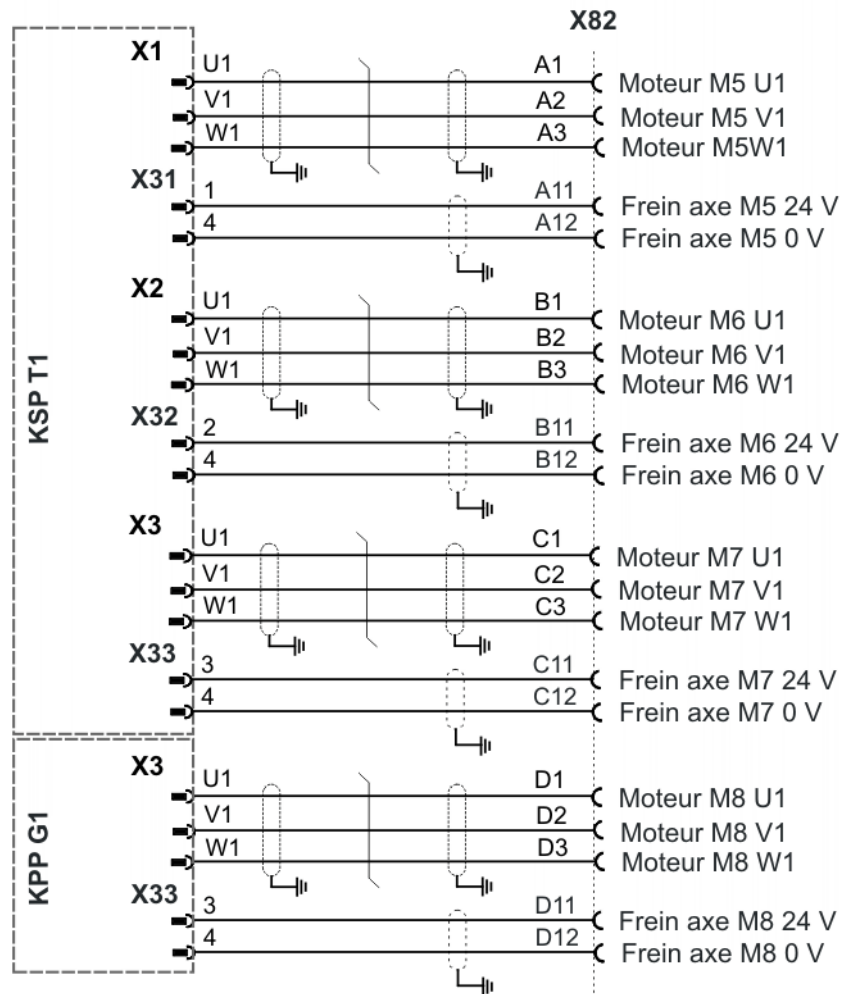 X82
X1
U1 A1 Moteur M5 U1
V1 A2 Moteur M5 V1
W1 A3 Moteur M5W1
X31
1 A11 Frein axe M5 24 V
4 A12 Frein axe M5 0 V
X2
U1 B1 Moteur M6 U1
V1 B2 Moteur M6 V1
W1 B3 Moteur M6 W1
KSP T1
X32
2 B11 Frein axe M6 24 V
4 B12 Frein axe M6 0 V
X3
U1 C1 Moteur M7 U1
V1 C2 Moteur M7 V1
W1 C3 Moteur M7 W1
X33
3 C11 Frein axe M7 24 V
4 C12 Frein axe M7 0 V
X3
U1 D1 Moteur M8 U1
V1 D2 Moteur M8 V1
W1 D3 Moteur M8 W1
KPP G1
X33
3 D11 Frein axe M8 24 V
4 D12 Frein axe M8 0 V